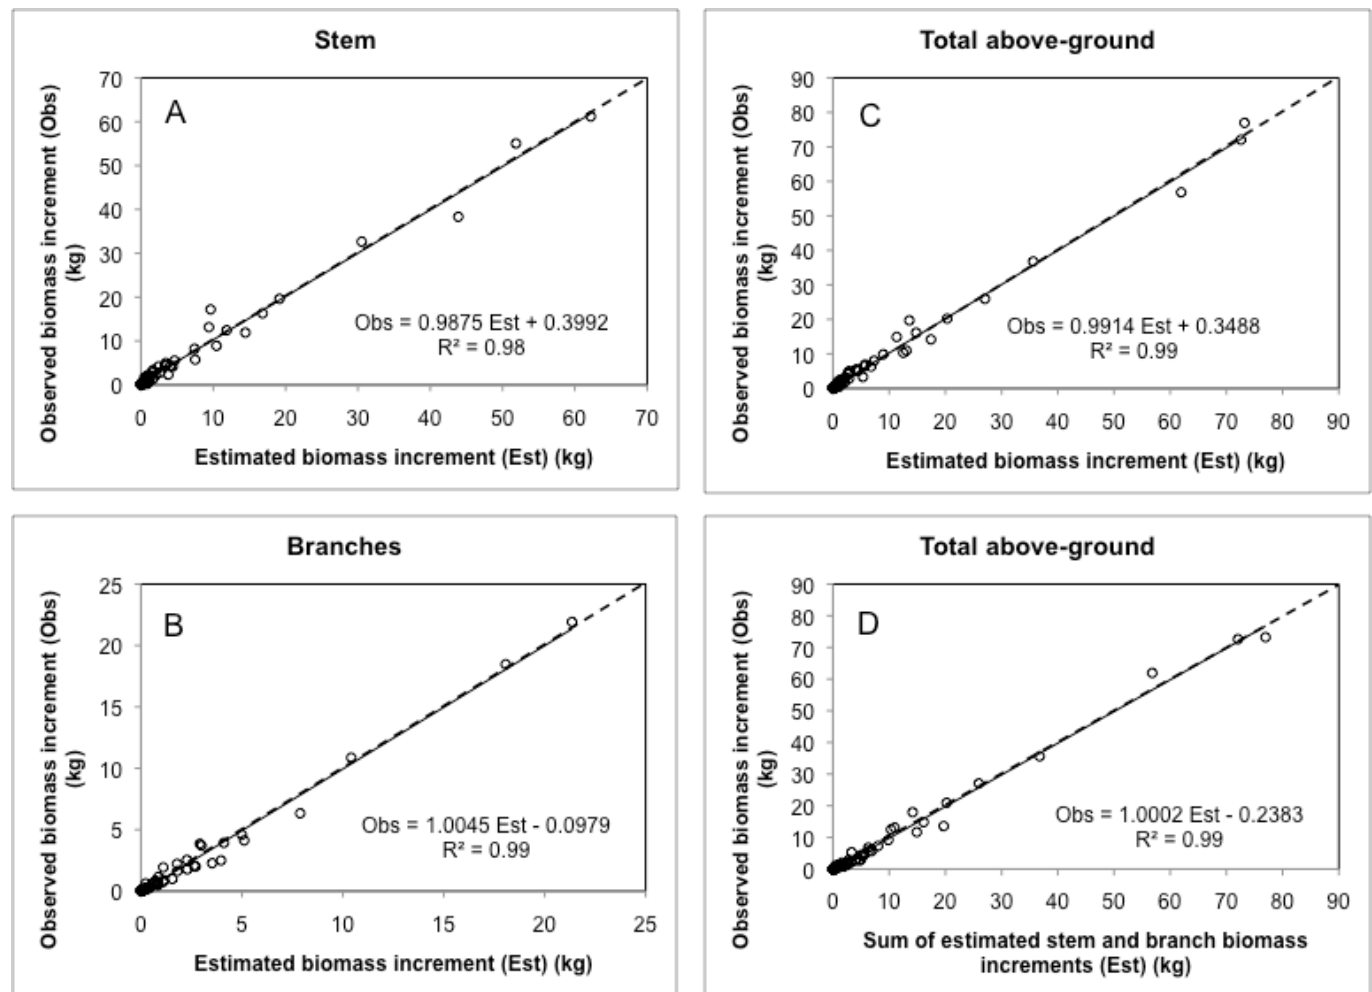 Stem
Observed biomass increment (Obs)
(kg)
70
60
50
40
30
20
10
0
A
Obs = 0.9875 Est + 0.3992
R² = 0.98
0 10 20 30 40 50 60 70
Estimated biomass increment (Est) (kg)
Total above-ground
Observed biomass increment (Obs)
(kg)
90
80
70
60
50
40
30
20
10
0
C
Obs = 0.9914 Est + 0.3488
R² = 0.99
0 10 20 30 40 50 60 70 80 90
Estimated biomass increment (Est) (kg)
Branches
Observed biomass increment (Obs)
(kg)
25
20
15
10
5
0
B
Obs = 1.0045 Est - 0.0979
R² = 0.99
0 5 10 15 20 25
Estimated biomass increment (Est) (kg)
Total above-ground
Observed biomass increment (Obs)
(kg)
90
80
70
60
50
40
30
20
10
0
D
Obs = 1.0002 Est - 0.2383
R² = 0.99
0 10 20 30 40 50 60 70 80 90
Sum of estimated stem and branch biomass
increments (Est) (kg)